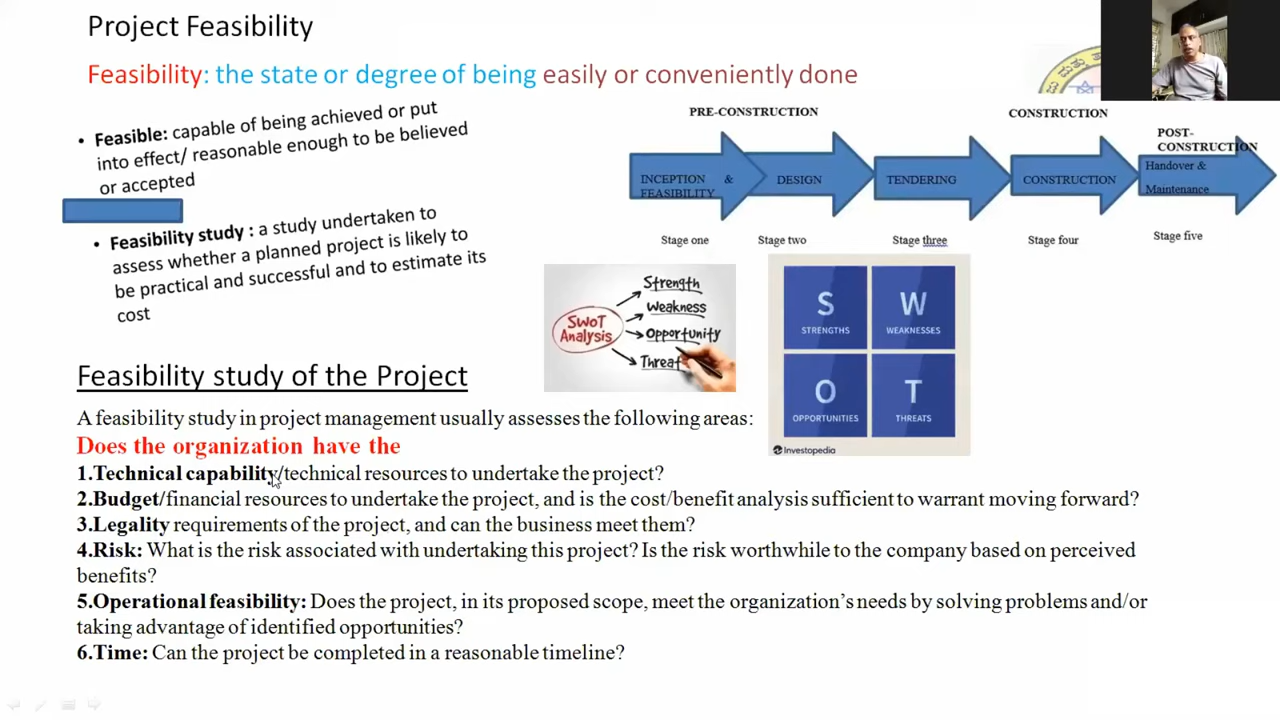 Project Feasibility
Feasibility: the state or degree of being easily or conveniently done
• Feasible: capable of being achieved or put
into effect/ reasonable enough to be believed
or accepted
• Feasibility study : a study undertaken to
assess whether a planned project is likely to
be practical and successful and to estimate its
cost
PRE-CONSTRUCTION
CONSTRUCTION
POST-
CONSTRUCTION
INCEPTION &
FEASIBILITY
DESIGN
TENDERING
CONSTRUCTION
Handover &
Maintenance
Stage one
Stage two
Stage three
Stage four
Stage five
SWOT
Analysis
Strength
Weakness
Opportunity
Threat
S
STRENGTHS
W
WEAKNESSES
O
OPPORTUNITIES
T
THREATS
Investopedia
Feasibility study of the Project
A feasibility study in project management usually assesses the following areas:
Does the organization have the
1.Technical capability/technical resources to undertake the project?
2.Budget/financial resources to undertake the project, and is the cost/benefit analysis sufficient to warrant moving forward?
3.Legality requirements of the project, and can the business meet them?
4.Risk: What is the risk associated with undertaking this project? Is the risk worthwhile to the company based on perceived
benefits?
5.Operational feasibility: Does the project, in its proposed scope, meet the organization’s needs by solving problems and/or
taking advantage of identified opportunities?
6.Time: Can the project be completed in a reasonable timeline?